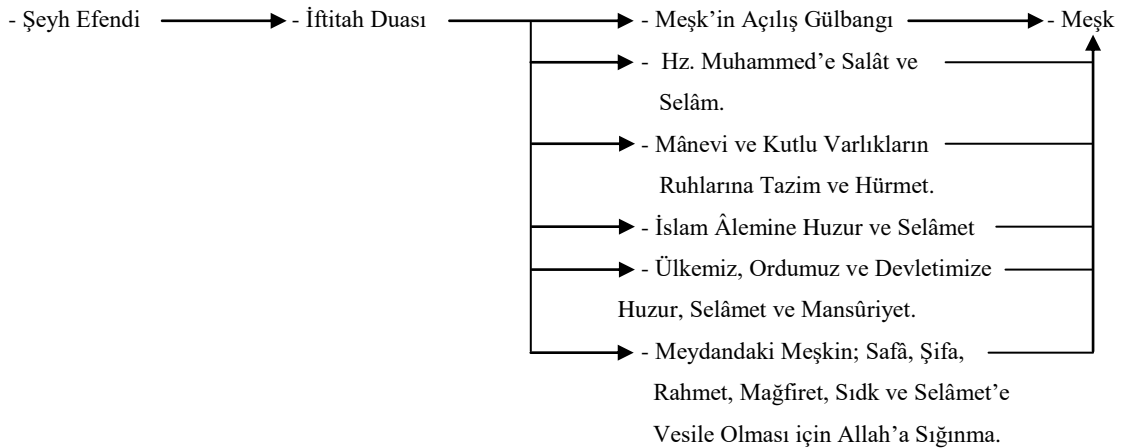 - Şeyh Efendi - İftitah Duası - Meşk’in Açılış Gülbangı - Meşk
- Hz. Muhammed’e Salât ve
Selâm.
- Mânevi ve Kutlu Varlıkların
Ruhlarına Tazim ve Hürmet.
- İslam Âlemine Huzur ve Selâmet
- Ülkemiz, Ordumuz ve Devletimize
Huzur, Selâmet ve Mansûriyet.
- Meydandaki Meşkin; Safâ, Şifa,
Rahmet, Mağfiret, Sıdk ve Selâmet’e
Vesile Olması için Allah’a Sığınma.